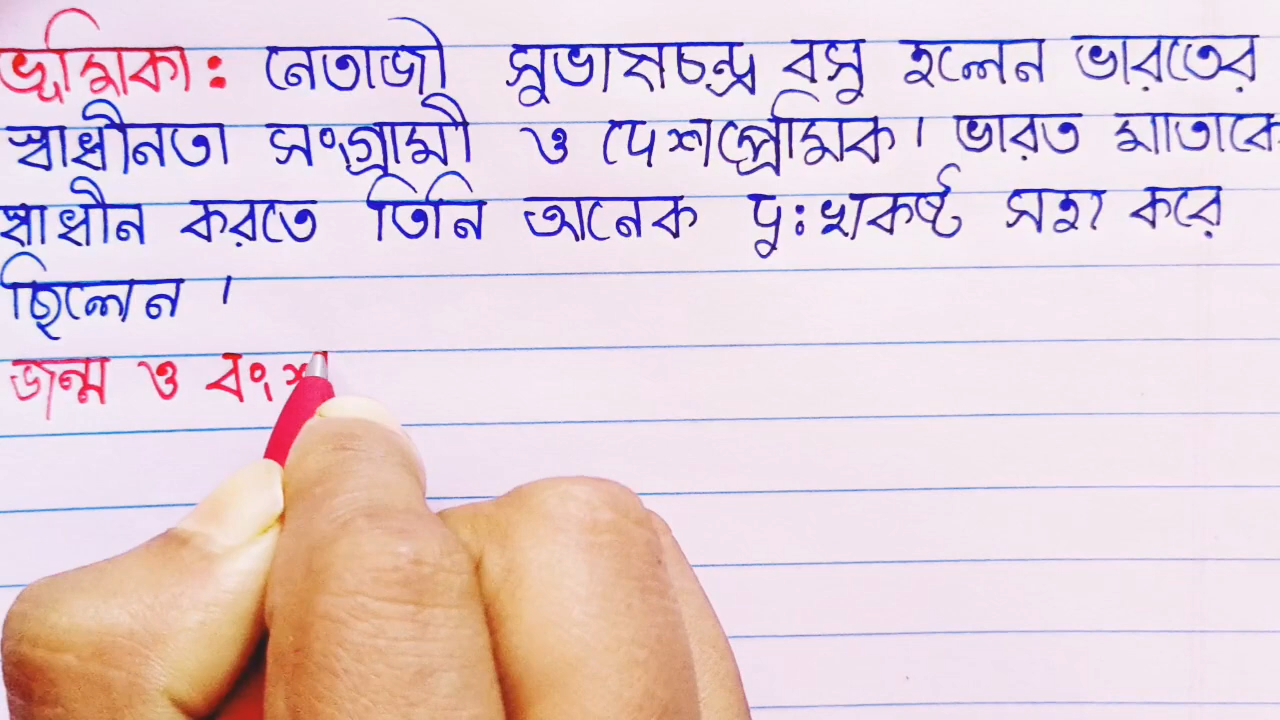 ভূমিকা: নেতাজী সুভাষচন্দ্র বসু হলেন ভারতের
স্বাধীনতা সংগ্রামী ও দেশপ্রেমিক। ভারত মাতাকে
স্বাধীন করতে তিনি অনেক দুঃখকষ্ট সহ্য করে
ছিলেন।
জন্ম ও বংশ